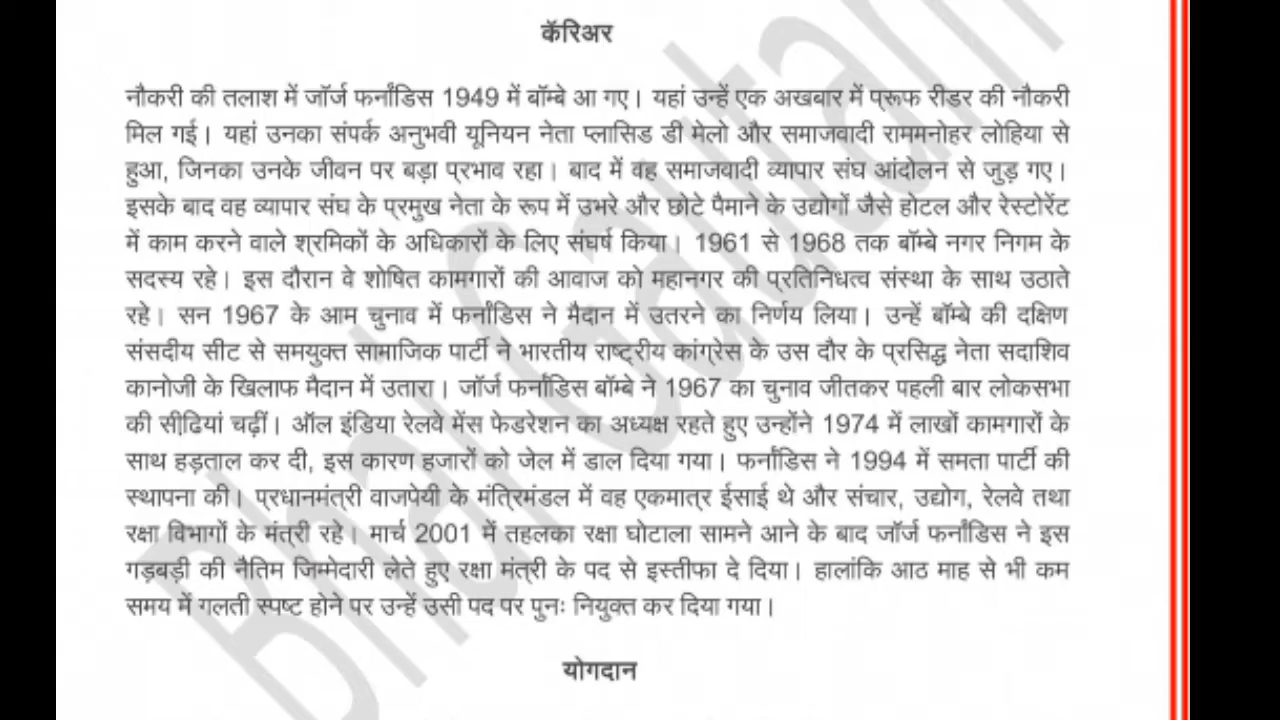 कॅरिअर
नौकरी की तलाश में जॉर्ज फर्नांडिस 1949 में बॉम्बे आ गए। यहां उन्हें एक अखबार में प्रूफ रीडर की नौकरी
मिल गई। यहां उनका संपर्क अनुभवी यूनियन नेता प्लासिड डी मेलो और समाजवादी राममनोहर लोहिया से
हुआ, जिनका उनके जीवन पर बड़ा प्रभाव रहा। बाद में वह समाजवादी व्यापार संघ आंदोलन से जुड़ गए।
इसके बाद वह व्यापार संघ के प्रमुख नेता के रूप में उभरे और छोटे पैमाने के उद्योगों जैसे होटल और रेस्टोरेंट
में काम करने वाले श्रमिकों के अधिकारों के लिए संघर्ष किया। 1961 से 1968 तक बॉम्बे नगर निगम के
सदस्य रहे। इस दौरान वे शोषित कामगारों की आवाज को महानगर की प्रतिनिधत्व संस्था के साथ उठाते
रहे। सन 1967 के आम चुनाव में फर्नांडिस ने मैदान में उतरने का निर्णय लिया। उन्हें बॉम्बे की दक्षिण
संसदीय सीट से समयुक्त सामाजिक पार्टी ने भारतीय राष्ट्रीय कांग्रेस के उस दौर के प्रसिद्ध नेता सदाशिव
कानोजी के खिलाफ मैदान में उतारा। जॉर्ज फर्नांडिस बॉम्बे ने 1967 का चुनाव जीतकर पहली बार लोकसभा
की सीढि़यां चढ़ीं। ऑल इंडिया रेलवे मेंस फेडरेशन का अध्यक्ष रहते हुए उन्होंने 1974 में लाखों कामगारों के
साथ हड़ताल कर दी, इस कारण हजारों को जेल में डाल दिया गया। फर्नांडिस ने 1994 में समता पार्टी की
स्थापना की। प्रधानमंत्री वाजपेयी के मंत्रिमंडल में वह एकमात्र ईसाई थे और संचार, उद्योग, रेलवे तथा
रक्षा विभागों के मंत्री रहे। मार्च 2001 में तहलका रक्षा घोटाला सामने आने के बाद जॉर्ज फर्नांडिस ने इस
गड़बड़ी की नैतिम जिम्मेदारी लेते हुए रक्षा मंत्री के पद से इस्तीफा दे दिया। हालांकि आठ माह से भी कम
समय में गलती स्पष्ट होने पर उन्हें उसी पद पर पुनः नियुक्त कर दिया गया।
योगदान
Bhai Gautam